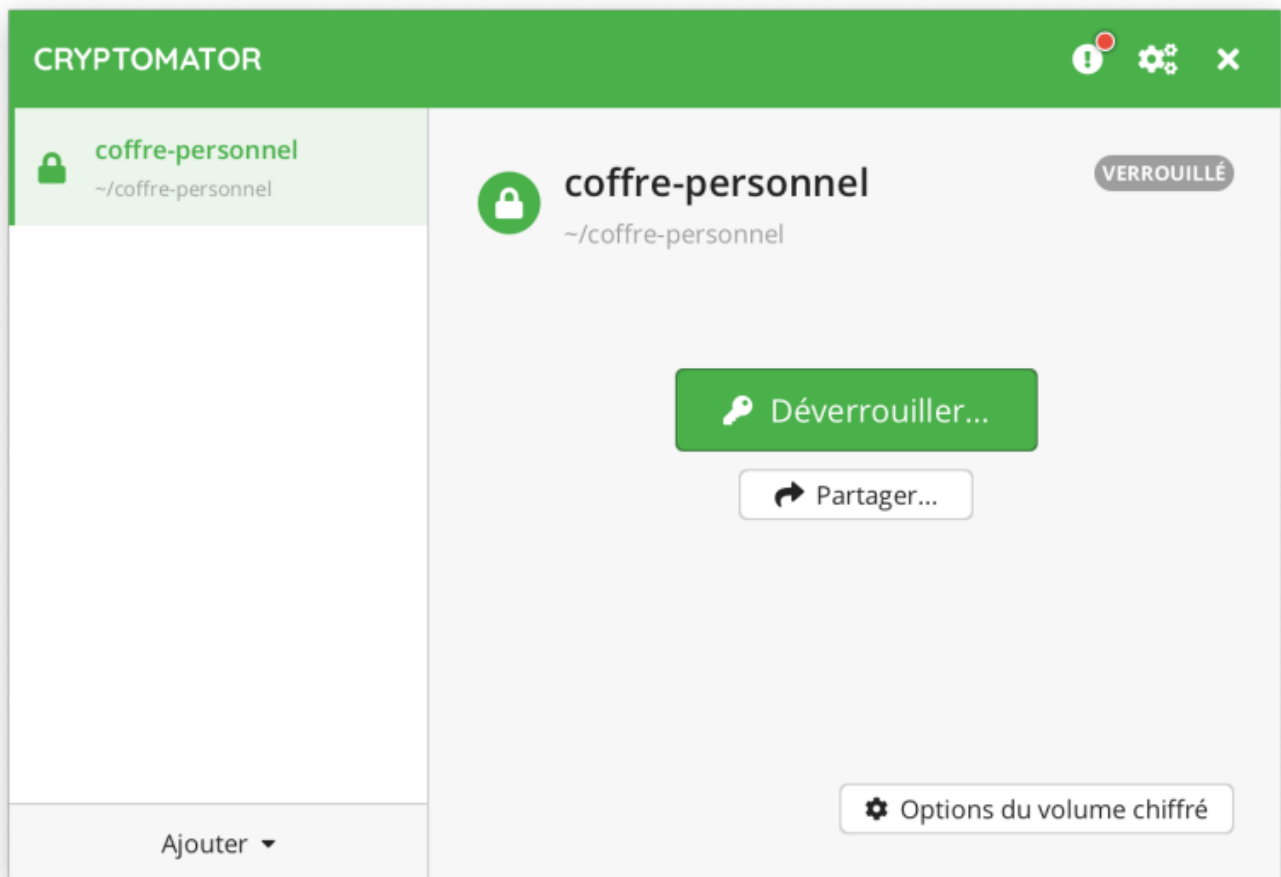 CRYPTOMATOR
coffre-personnel
~/coffre-personnel
coffre-personnel
~/coffre-personnel
VERROUILLÉ
Déverrouiller...
Partager...
Options du volume chiffré
Ajouter